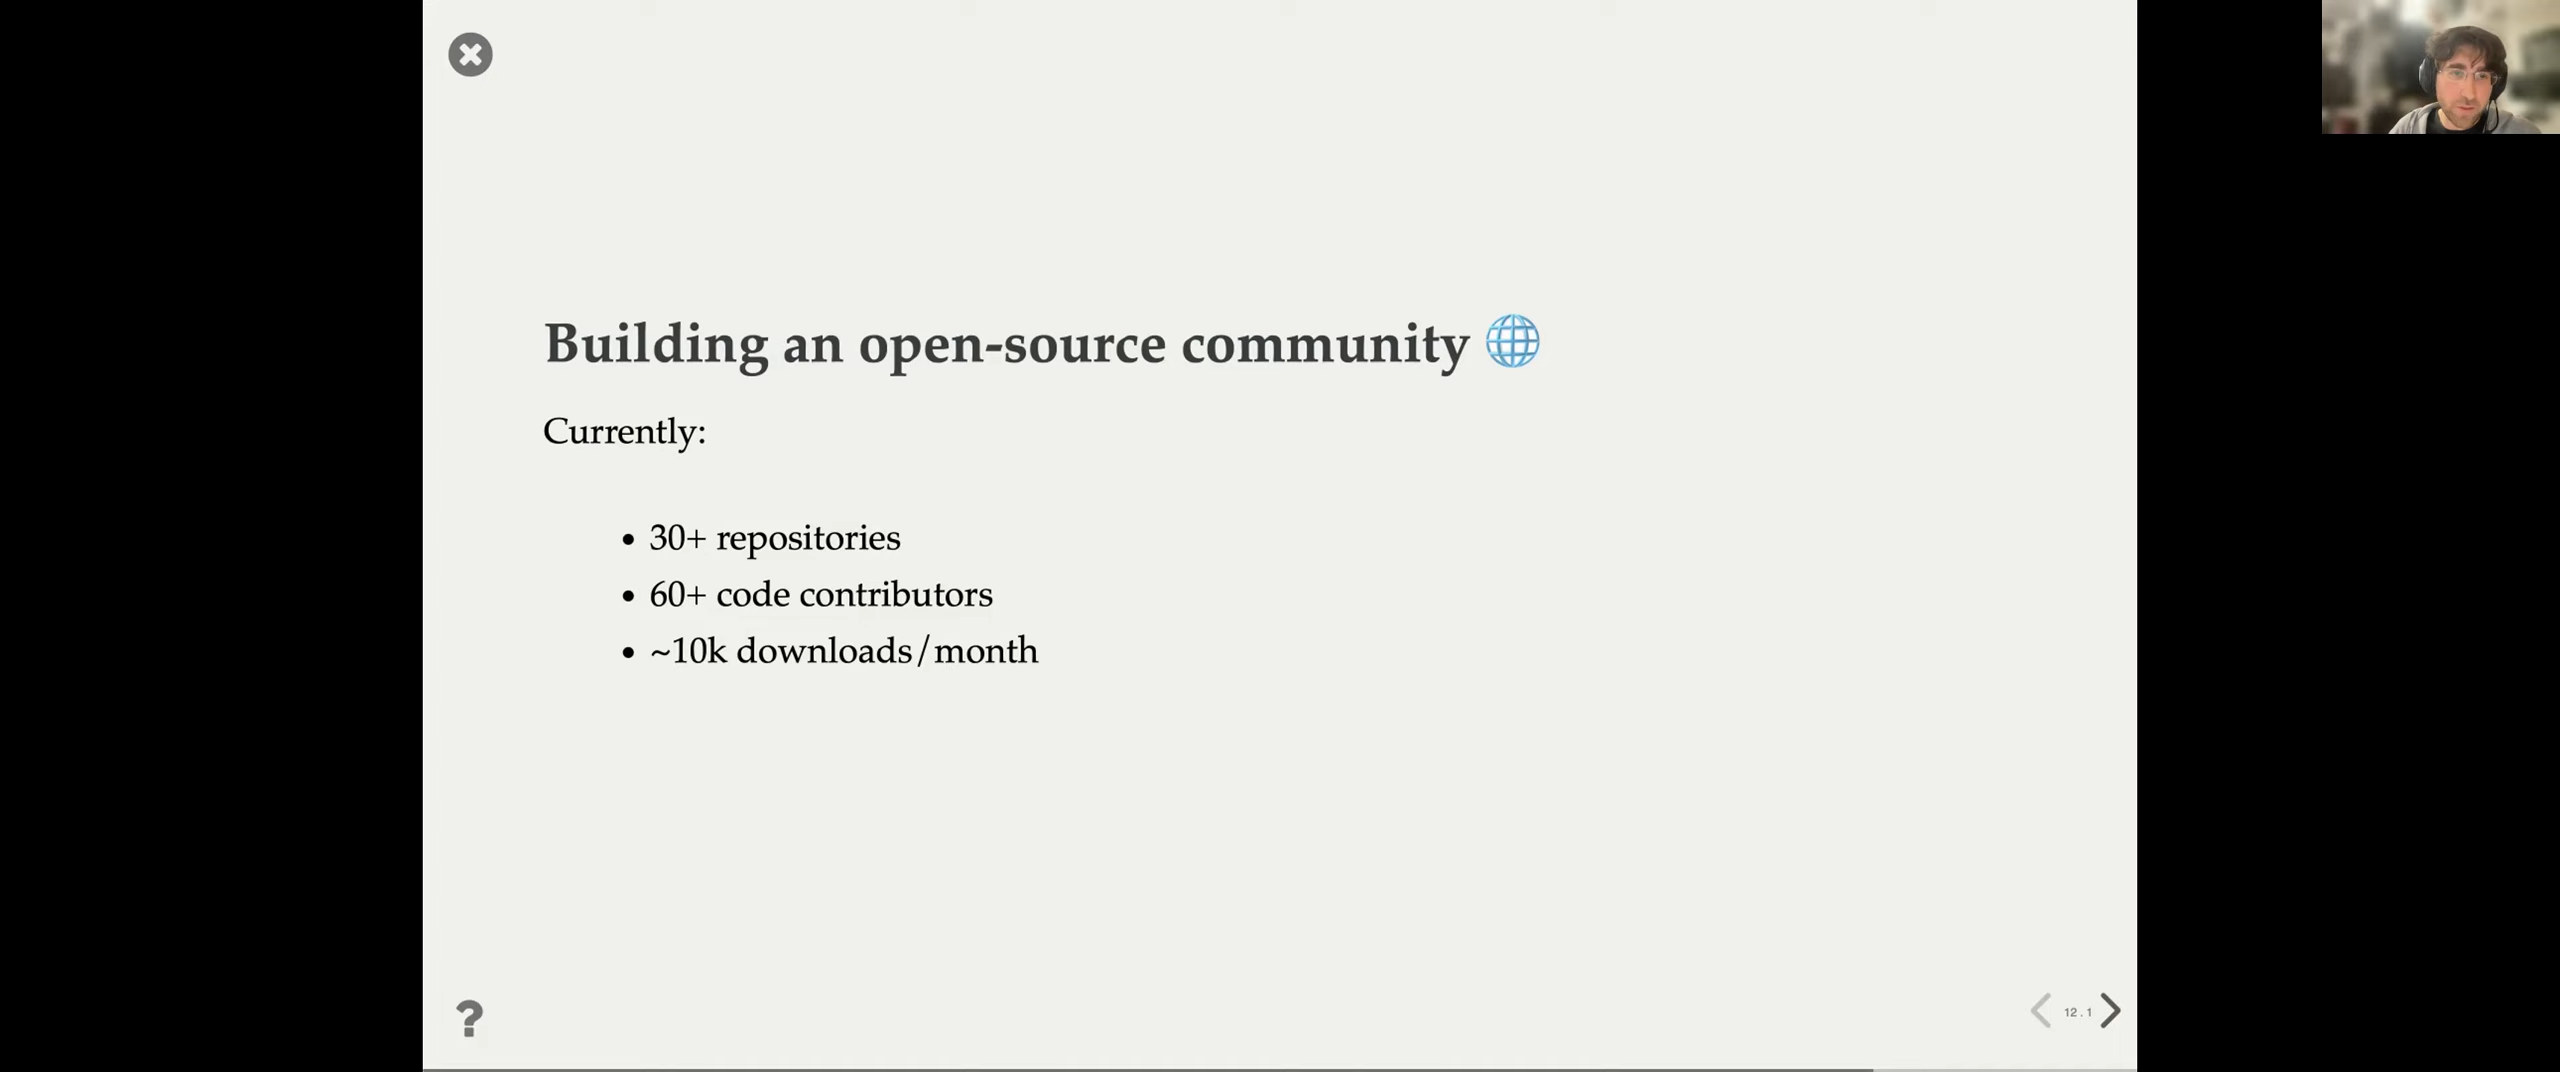 Building an open-source community 🌐
Currently:
• 30+ repositories
• 60+ code contributors
• ~10k downloads/month
?
12.1